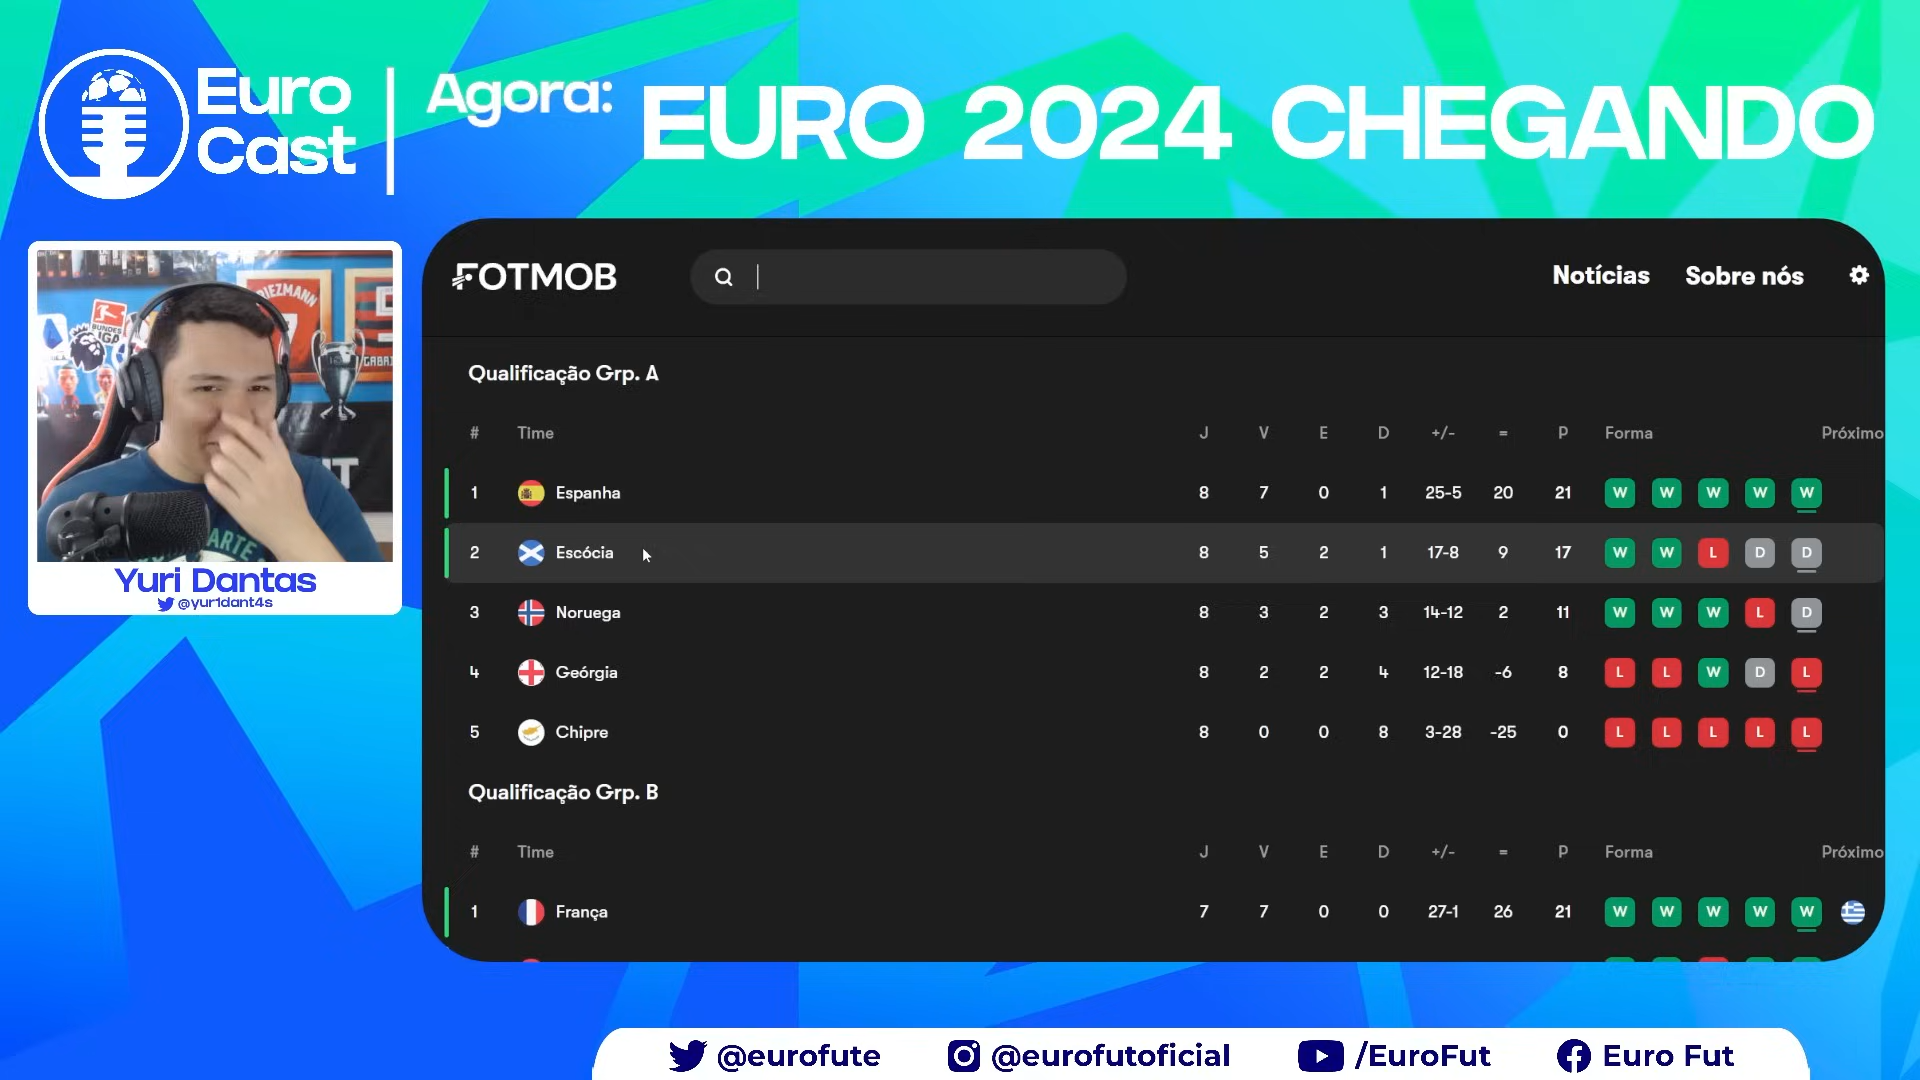 Euro
Cast
Agora:
EURO 2024 CHEGANDO
FOTMOB
Notícias
Sobre nós
Qualificação Grp. A
# Time J V E D +/- = P Forma Próximo
1 Espanha 8 7 0 1 25-5 20 21 W W W W W
2 Escócia 8 5 2 1 17-8 9 17 W W L D D
3 Noruega 8 3 2 3 14-12 2 11 W W W L D
4 Geórgia 8 2 2 4 12-18 -6 8 L L W D L
5 Chipre 8 0 0 8 3-28 -25 0 L L L L L
Qualificação Grp. B
# Time J V E D +/- = P Forma Próximo
1 França 7 7 0 0 27-1 26 21 W W W W W
BUNDES
LIGA
Yuri Dantas
@yur1dant4s
@eurofute
@eurofutoficial
/EuroFut
Euro Fut